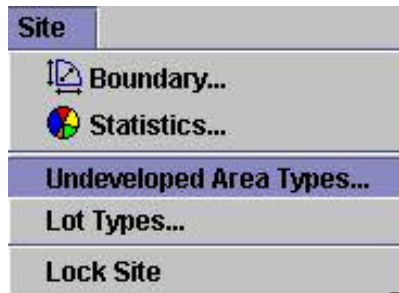 Site
Boundary...
Statistics...
Undeveloped Area Types...
Lot Types...
Lock Site